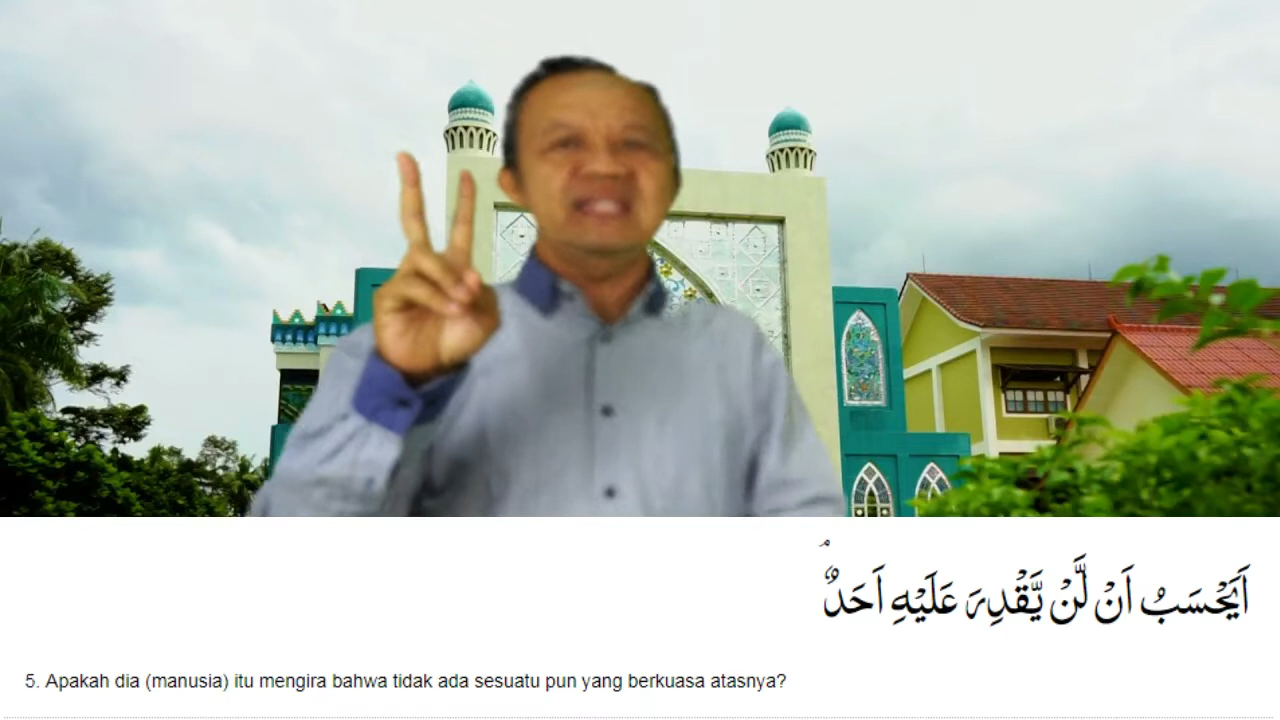 اَيَحْسَبُ اَنْ لَّنْ يَّقْدِرَ عَلَيْهِ اَحَدٌ ۘ
5. Apakah dia (manusia) itu mengira bahwa tidak ada sesuatu pun yang berkuasa atasnya?